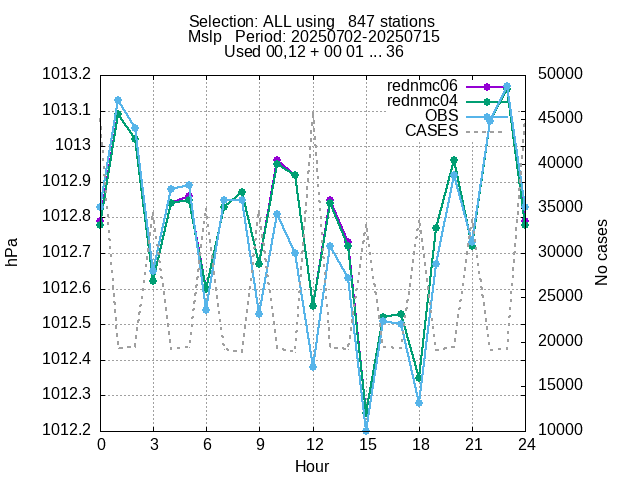 Selection: ALL using   847 stations
Mslp   Period: 20250702-20250715
Used 00,12 + 00 01 ... 36
rednmc06
rednmc04
OBS
CASES
1013.2
1013.1
1013
1012.9
1012.8
1012.7
1012.6
1012.5
1012.4
1012.3
1012.2
hPa
50000
45000
40000
35000
30000
25000
20000
15000
10000
No cases
0 3 6 9 12 15 18 21 24
Hour